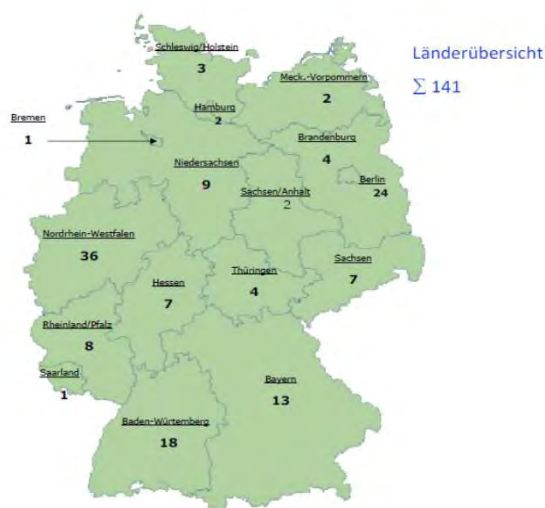 Länderübersicht
∑ 141
Schleswig/Holstein
3
Meck.-Vorpommern
2
Hamburg
2
Bremen
1
Brandenburg
4
Berlin
24
Niedersachsen
9
Sachsen/Anhalt
2
Nordrhein-Westfalen
36
Hessen
7
Thüringen
4
Sachsen
7
Rheinland/Pfalz
8
Saarland
1
Bayern
13
Baden-Würtemberg
18